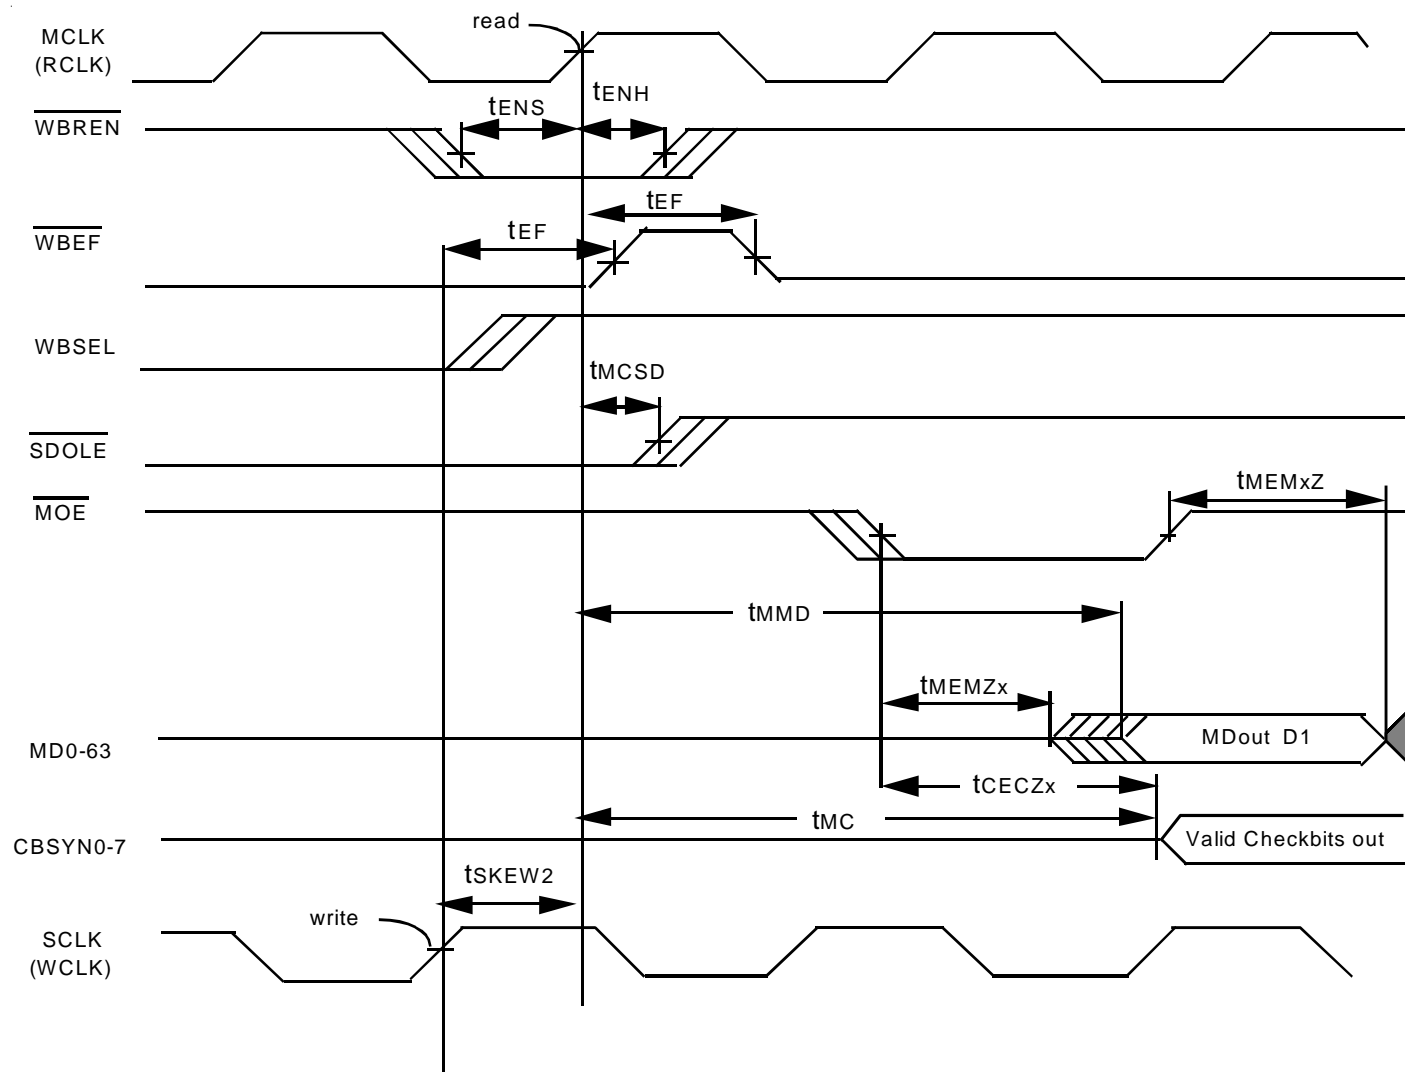 read
MCLK
(RCLK)
tENS
tENH
WBREN
tEF
tEF
WBEF
WBSEL
tMCSD
SDOLE
tMEMxZ
MOE
tMMD
tMEMZx
MD0-63
MDout D1
tCECZx
tMC
CBSYN0-7
Valid Checkbits out
tSKEW2
write
SCLK
(WCLK)